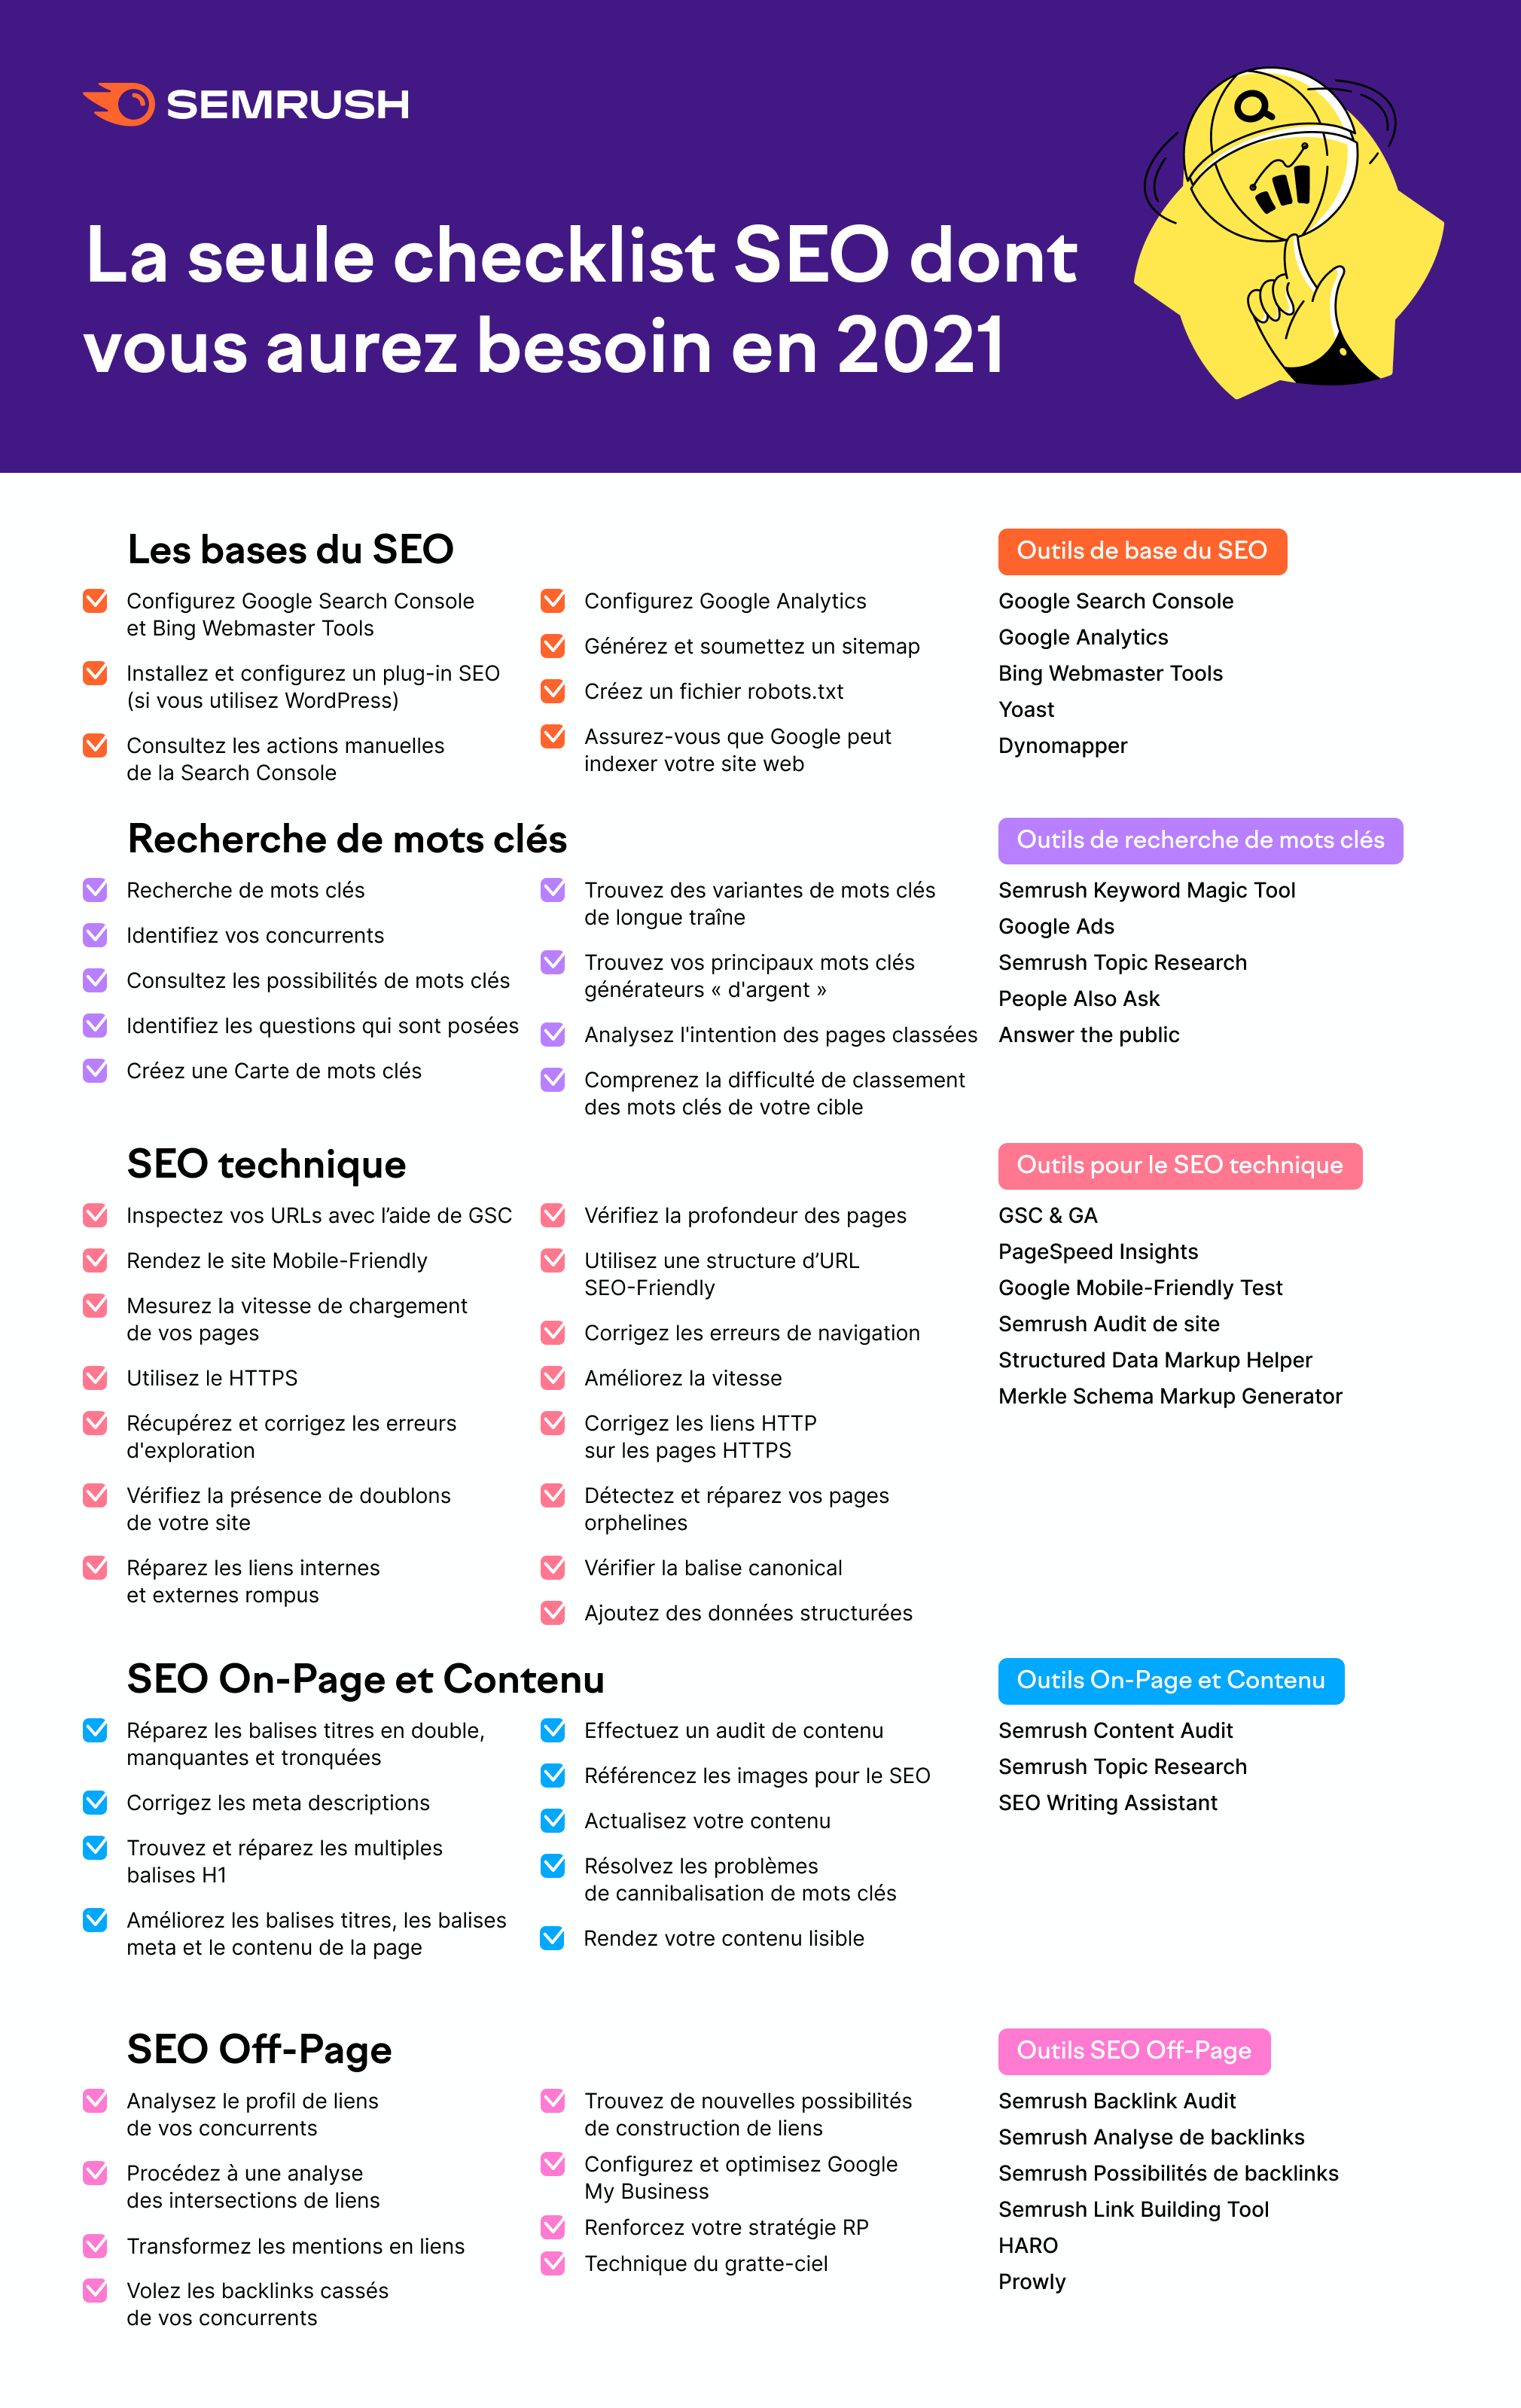 SEMRUSH
La seule checklist SEO dont
vous aurez besoin en 2021
Les bases du SEO
Configurez Google Search Console
et Bing Webmaster Tools
Installez et configurez un plug-in SEO
(si vous utilisez WordPress)
Consultez les actions manuelles
de la Search Console
Configurez Google Analytics
Générez et soumettez un sitemap
Créez un fichier robots.txt
Assurez-vous que Google peut
indexer votre site web
Outils de base du SEO
Google Search Console
Google Analytics
Bing Webmaster Tools
Yoast
Dynomapper
Recherche de mots clés
Recherche de mots clés
Identifiez vos concurrents
Consultez les possibilités de mots clés
Identifiez les questions qui sont posées
Créez une Carte de mots clés
Trouvez des variantes de mots clés
de longue traîne
Trouvez vos principaux mots clés
générateurs « d'argent »
Analysez l'intention des pages classées
Comprenez la difficulté de classement
des mots clés de votre cible
Outils de recherche de mots clés
Semrush Keyword Magic Tool
Google Ads
Semrush Topic Research
People Also Ask
Answer the public
SEO technique
Inspectez vos URLs avec l’aide de GSC
Rendez le site Mobile-Friendly
Mesurez la vitesse de chargement
de vos pages
Utilisez le HTTPS
Récupérez et corrigez les erreurs
d'exploration
Vérifiez la présence de doublons
de votre site
Réparez les liens internes
et externes rompus
Vérifiez la profondeur des pages
Utilisez une structure d’URL
SEO-Friendly
Corrigez les erreurs de navigation
Améliorez la vitesse
Corrigez les liens HTTP
sur les pages HTTPS
Détectez et réparez vos pages
orphelines
Vérifier la balise canonical
Ajoutez des données structurées
Outils pour le SEO technique
GSC & GA
PageSpeed Insights
Google Mobile-Friendly Test
Semrush Audit de site
Structured Data Markup Helper
Merkle Schema Markup Generator
SEO On-Page et Contenu
Réparez les balises titres en double,
manquantes et tronquées
Corrigez les meta descriptions
Trouvez et réparez les multiples
balises H1
Améliorez les balises titres, les balises
meta et le contenu de la page
Effectuez un audit de contenu
Référencez les images pour le SEO
Actualisez votre contenu
Résolvez les problèmes
de cannibalisation de mots clés
Rendez votre contenu lisible
Outils On-Page et Contenu
Semrush Content Audit
Semrush Topic Research
SEO Writing Assistant
SEO Off-Page
Analysez le profil de liens
de vos concurrents
Procédez à une analyse
des intersections de liens
Transformez les mentions en liens
Volez les backlinks cassés
de vos concurrents
Trouvez de nouvelles possibilités
de construction de liens
Configurez et optimisez Google
My Business
Renforcez votre stratégie RP
Technique du gratte-ciel
Outils SEO Off-Page
Semrush Backlink Audit
Semrush Analyse de backlinks
Semrush Possibilités de backlinks
Semrush Link Building Tool
HARO
Prowly